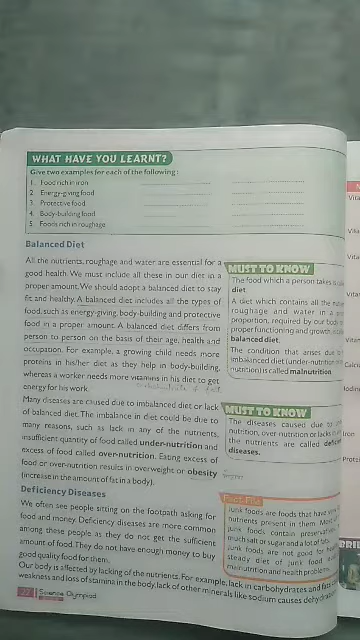 WHAT HAVE YOU LEARNT?
Give two examples for each of the following :
1. Food rich in iron
2. Energy-giving food
3. Protective food
4. Body-building food
5. Foods rich in roughage
Balanced Diet
All the nutrients, roughage and water are essential for a
good health. We must include all these in our diet in a
proper amount. We should adopt a balanced diet to stay
fit and healthy. A balanced diet includes all the types of
food, such as energy-giving, body-building and protective
food in a proper amount. A balanced diet differs from
person to person on the basis of their age, health and
occupation. For example, a growing child needs more
proteins in his/her diet as they help in body-building,
whereas a worker needs more vitamins in his diet to get
energy for his work.
Many diseases are caused due to imbalanced diet or lack
of balanced diet. The imbalance in diet could be due to
many reasons, such as lack in any of the nutrients,
insufficient quantity of food called under-nutrition and
excess of food called over-nutrition. Eating excess of
food or over-nutrition results in overweight or obesity
(increase in the amount of fat in a body).
Deficiency Diseases
We often see people sitting on the footpath asking for
food and money. Deficiency diseases are more common
among these people as they do not get the sufficient
amount of food. They do not have enough money to buy
good quality food for them.
Our body is affected by lacking of the nutrients. For example, lack in carbohydrates and fats
weakness and loss of stamina in the body, lack of other minerals like sodium causes
MUST TO KNOW
The food which a person takes is
diet.
A diet which contains all the
roughage and water in a
proportion, required by our body
proper functioning and growth
balanced diet.
The condition that arises due
imbalanced diet (under-nutrition
nutrition) is called malnutrition.
MUST TO KNOW
The diseases caused due to
nutrition, over nutrition or lack
the nutrients are called
diseases.
Fact File
Junk foods are foods that have
nutrients present in them.
junk foods contain
much salt or sugar and a lot of fats.
Junk foods are not good for
steady diet of junk food
malnutrition and health problems.
22
Science Olympiad
Vita
Vita
Vitar
Vitam
Calciu
Iodine
Iron
Protei